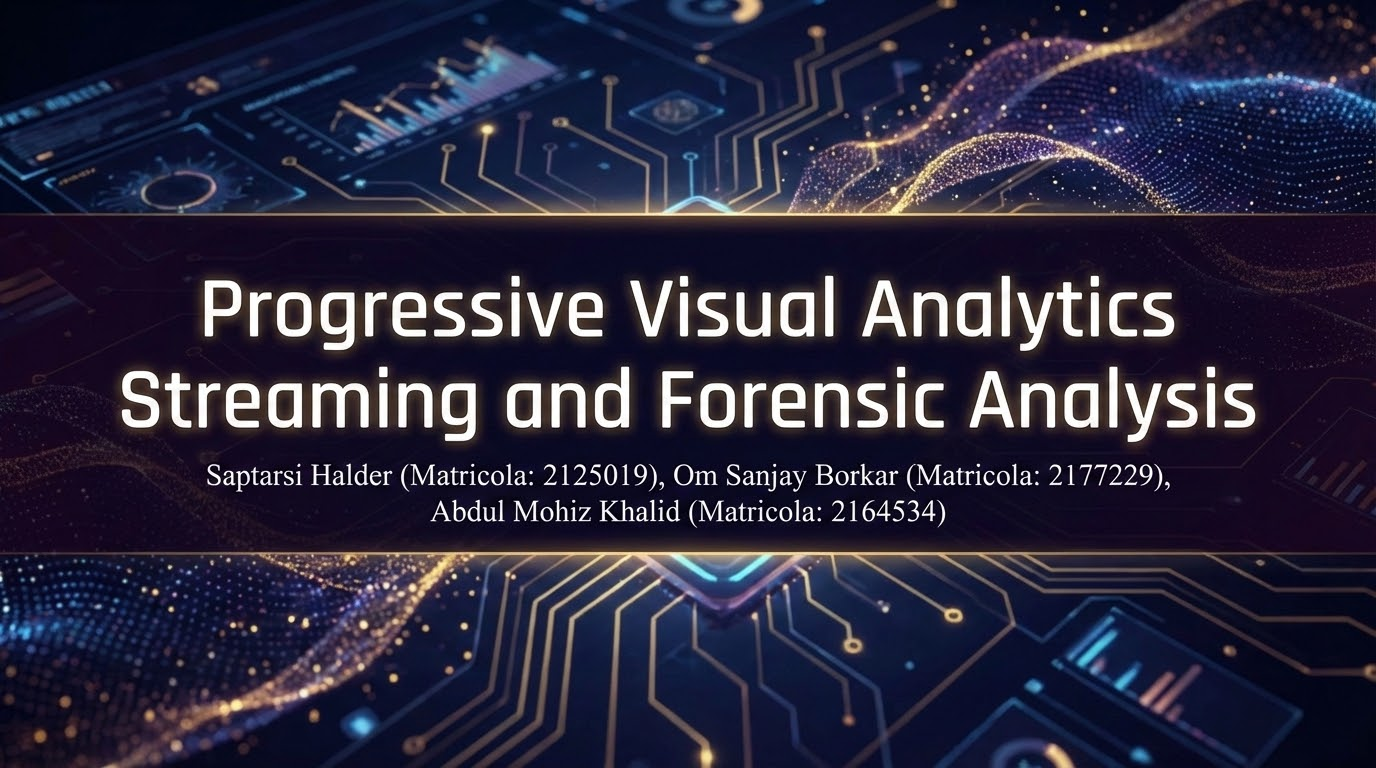 Progressive Visual Analytics
Streaming and Forensic Analysis
Saptarsi Halder (Matricola: 2125019), Om Sanjay Borkar (Matricola: 2177229),
Abdul Mohiz Khalid (Matricola: 2164534)